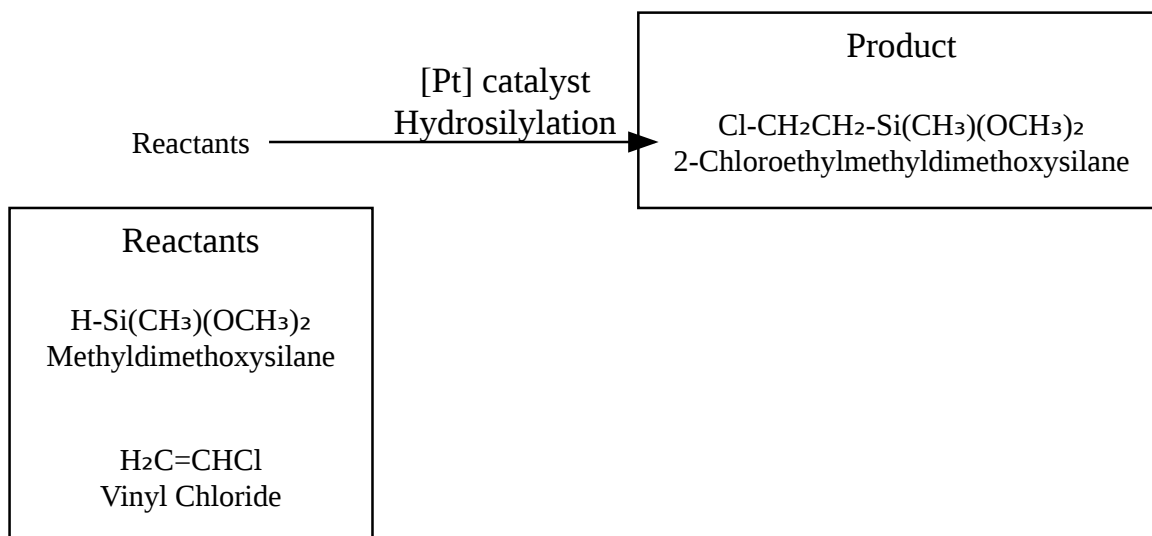 Product
[Pt] catalyst
Hydrosilylation
Cl-CH₂CH₂-Si(CH₃)(OCH₃)₂
Reactants
2-Chloroethylmethyldimethoxysilane
Reactants
H-Si(CH₃)(OCH₃)₂
Methyldimethoxysilane
H₂C=CHCl
Vinyl Chloride